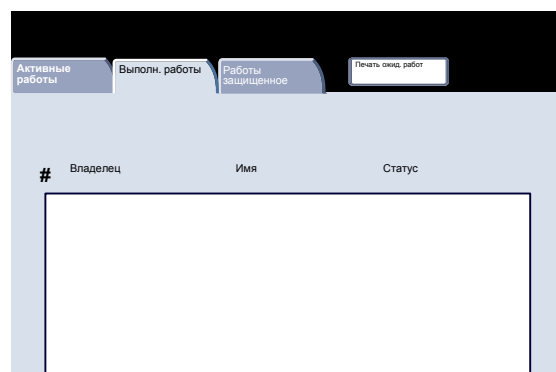 Активные
работы
Выполн. работы
Работы
защищенное
Печать ожид. работ
# Владелец Имя Статус